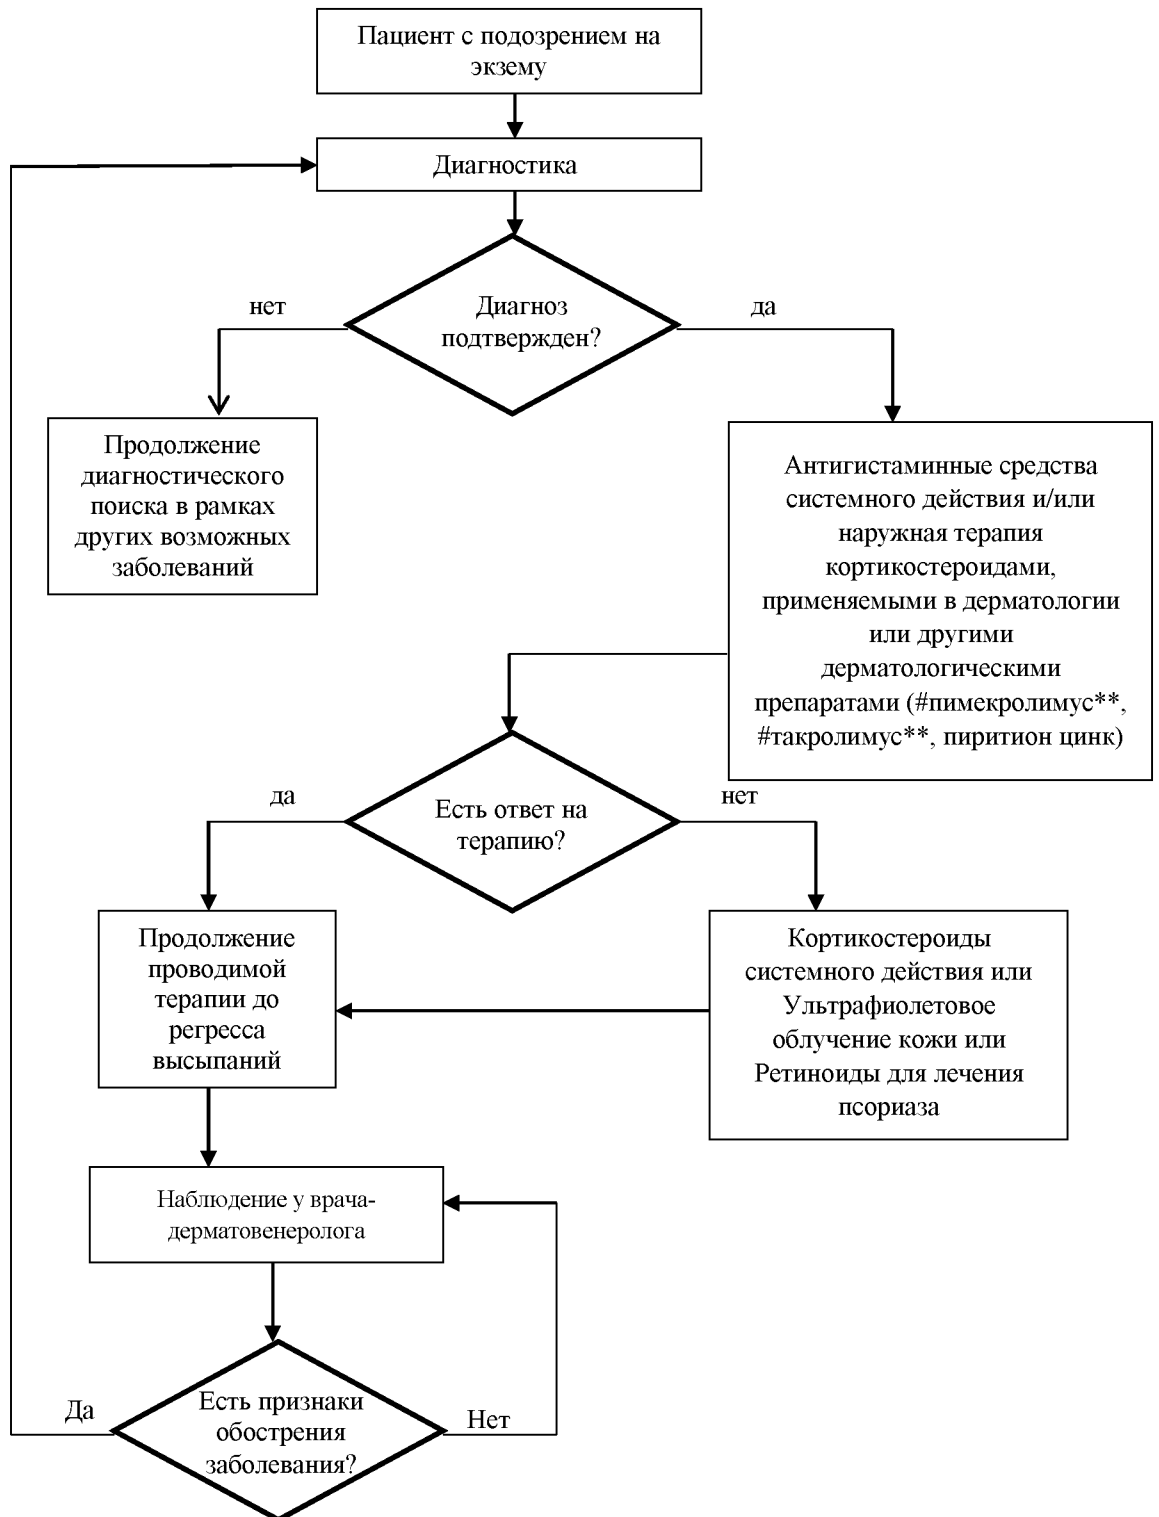 Пациент с подозрением на
экзему
Диагностика
нет
Диагноз
подтвержден?
да
Продолжение
диагностического
поиска в рамках
других возможных
заболеваний
Антигистаминные средства
системного действия и/или
наружная терапия
кортикостероидами,
применяемыми в дерматологии
или другими
дерматологическими
препаратами (#пимекролимус**,
#такролимус**, пиритион цинк)
да
Есть ответ на
терапию?
нет
Продолжение
проводимой
терапии до
регресса
высыпаний
Кортикостероиды
системного действия или
Ультрафиолетовое
облучение кожи или
Ретиноиды для лечения
псориаза
Наблюдение у врача-
дерматовенеролога
Да
Есть признаки
обострения
заболевания?
Нет